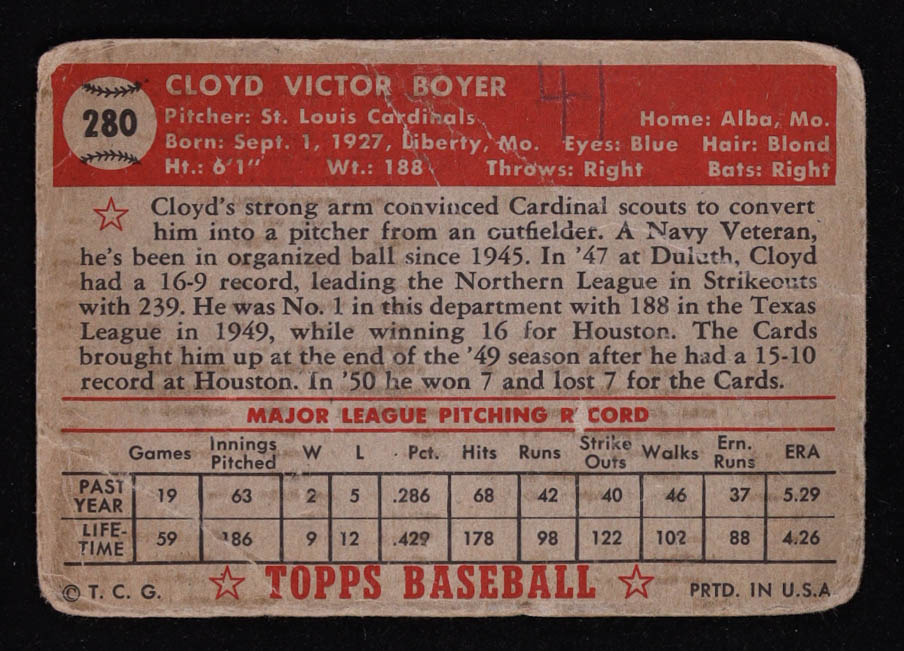 280
CLOYD VICTOR BOYER
41
Pitcher: St. Louis Cardinals Home: Alba, Mo.
Born: Sept. 1, 1927, Liberty, Mo. Eyes: Blue Hair: Blond
Ht.: 6'1" Wt.: 188 Throws: Right Bats: Right
Cloyd's strong arm convinced Cardinal scouts to convert
him into a pitcher from an outfielder. A Navy Veteran,
he's been in organized ball since 1945. In '47 at Duluth, Cloyd
had a 16-9 record, leading the Northern League in Strikeouts
with 239. He was No. 1 in this department with 188 in the Texas
League in 1949, while winning 16 for Houston. The Cards
brought him up at the end of the '49 season after he had a 15-10
record at Houston. In '50 he won 7 and lost 7 for the Cards.
MAJOR LEAGUE PITCHING R CORD
Games Innings Pitched W L Pct. Hits Runs Strike Outs Walks Ern. Runs ERA
PAST YEAR 19 63 2 5 .286 68 42 40 46 37 5.29
LIFE-TIME 59 186 9 12 .429 178 98 122 102 88 4.26
© T. C. G. TOPPS BASEBALL PRTD. IN U.S.A